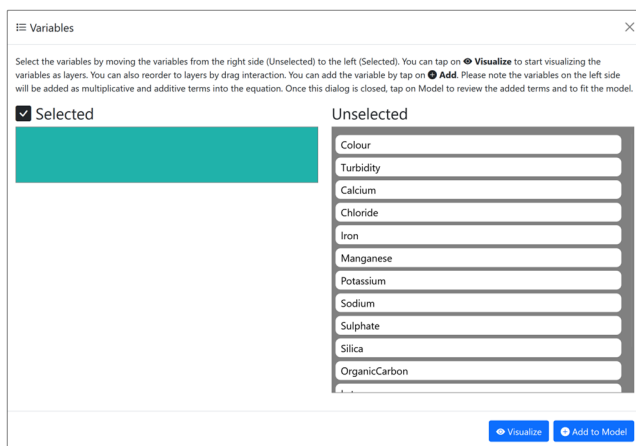 Variables
Select the variables by moving the variables from the right side (Unselected) to the left (Selected). You can tap on Visualize to start visualizing the
variables as layers. You can also reorder to layers by drag interaction. You can add the variable by tap on Add. Please note the variables on the left side
will be added as multiplicative and additive terms into the equation. Once this dialog is closed, tap on Model to review the added terms and to fit the model.
Selected
Unselected
Colour
Turbidity
Calcium
Chloride
Iron
Manganese
Potassium
Sodium
Sulphate
Silica
OrganicCarbon
Visualize
Add to Model